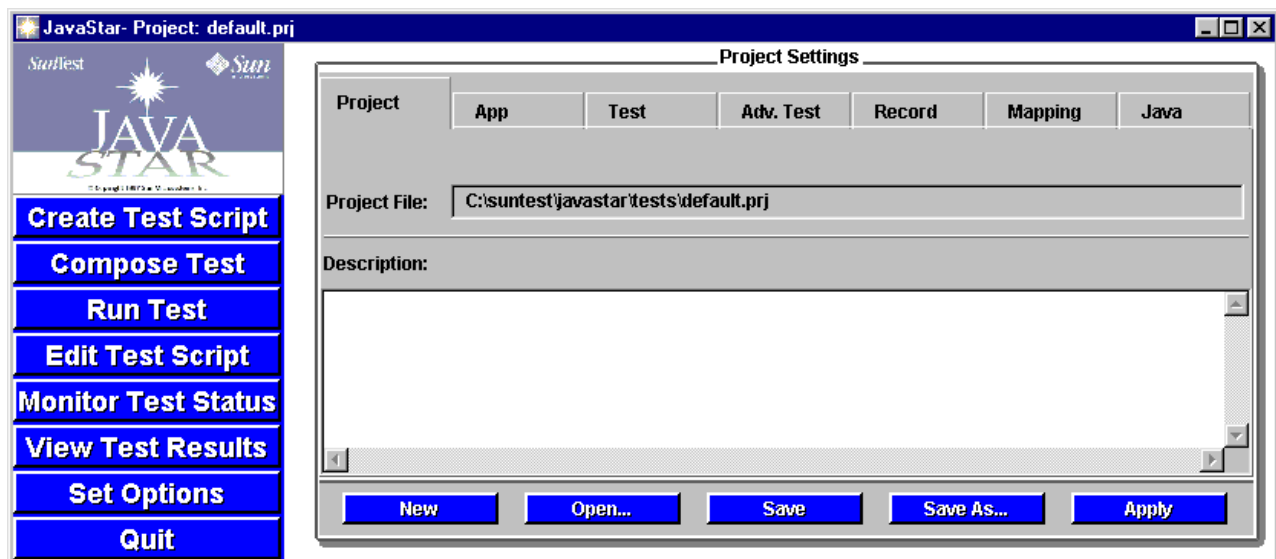 JavaStar- Project: default.prj
SunTest
Sun
JAVA
STAR
Create Test Script
Compose Test
Run Test
Edit Test Script
Monitor Test Status
View Test Results
Set Options
Quit
Project Settings
Project App Test Adv. Test Record Mapping Java
Project File: C:\suntest\javastar\tests\default.prj
Description:
New Open... Save Save As... Apply